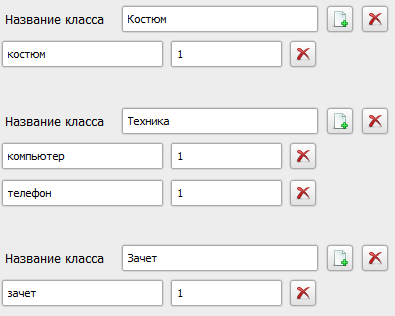 Название класса Костюм
костюм 1
Название класса Техника
компьютер 1
телефон 1
Название класса Зачет
зачет 1